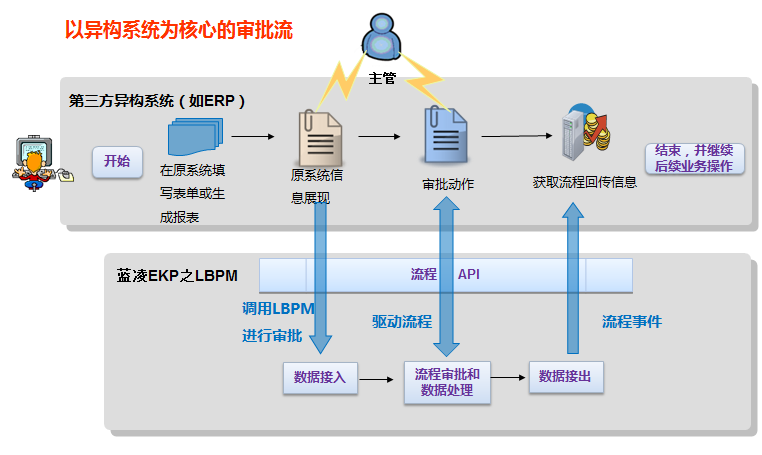 以异构系统为核心的审批流
主管
第三方异构系统（如ERP）
开始
在原系统填
写表单或生
成报表
原系统信
息展现
审批动作
获取流程回传信息
结束，并继续
后续业务操作
蓝凌EKP之LBPM
流程 API
调用LBPM
进行审批
驱动流程
流程事件
数据接入
流程审批和
数据处理
数据接出